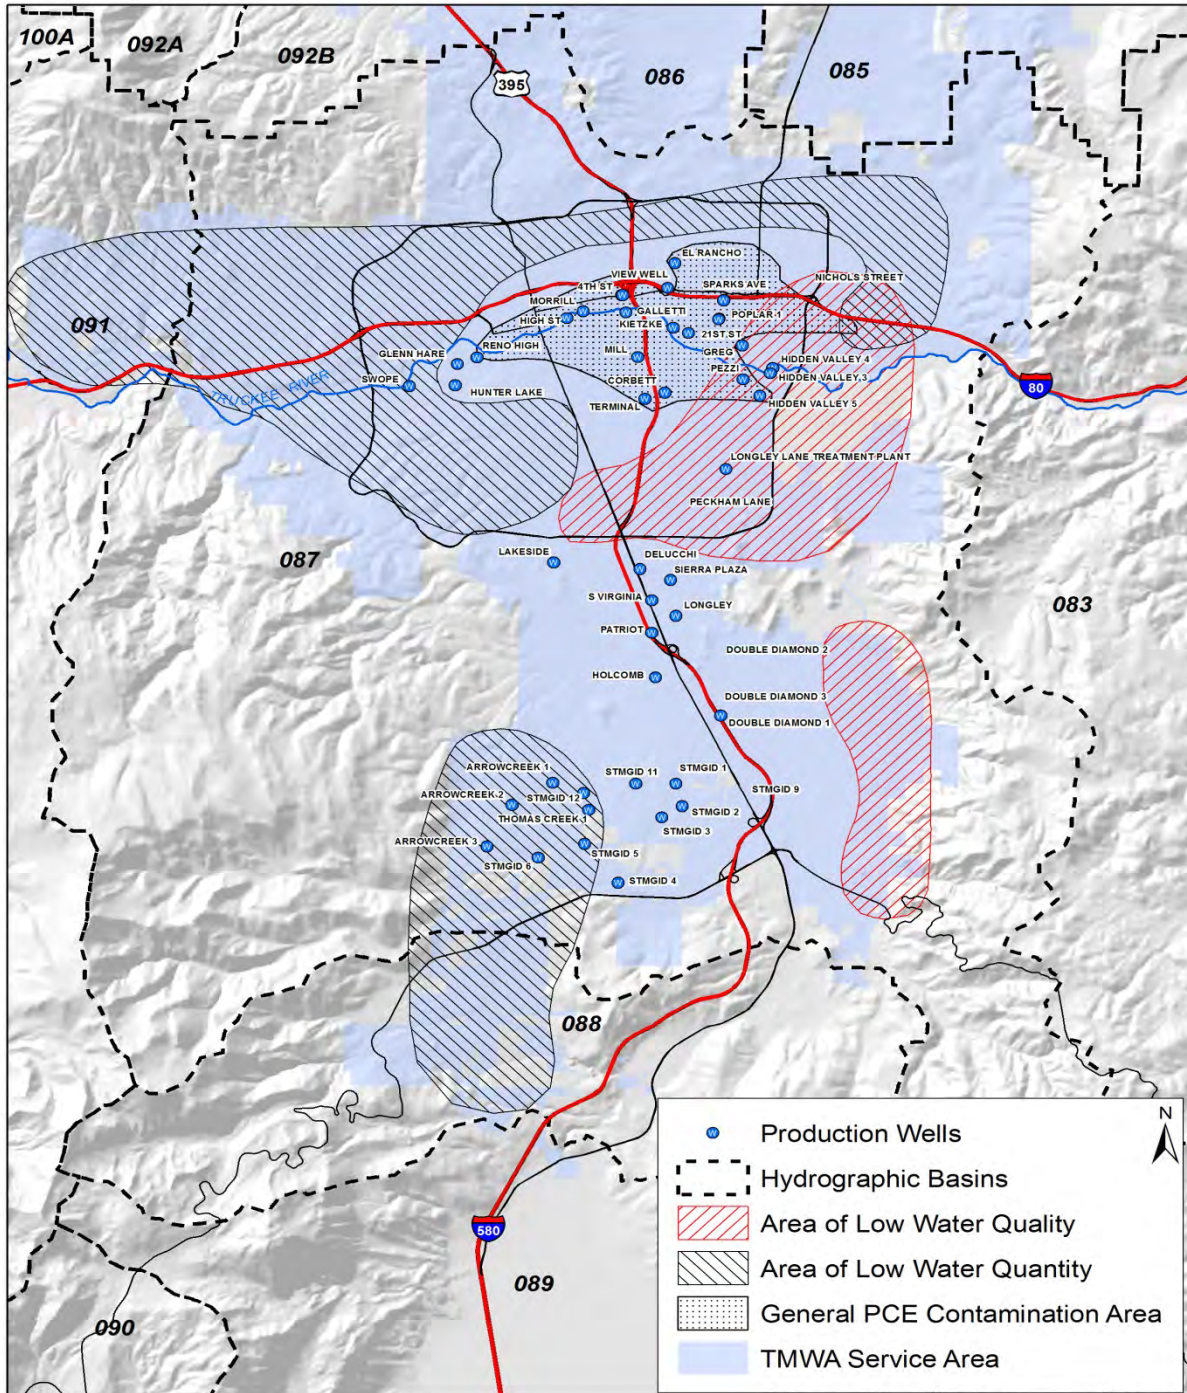 100A
092A
092B
086
085
395
EL RANCHO
VIEW WELL
NICHOLS STREET
4TH ST.
SPARKS AVE
MORRILL
GALLETTI
POPLAR 1
HIGH ST
KIETZKE
21ST ST.
091
RENO HIGH
GLENN HARE
MILL
GREG
HIDDEN VALLEY 4
PEZZI
HIDDEN VALLEY 3
SWOPE
TRUCKEE RIVER
HUNTER LAKE
CORBETT
TERMINAL
HIDDEN VALLEY 5
80
LONGLEY LANE TREATMENT PLANT
PECKHAM LANE
087
LAKESIDE
DELUCCHI
SIERRA PLAZA
S VIRGINIA
LONGLEY
083
PATRIOT
DOUBLE DIAMOND 2
HOLCOMB
DOUBLE DIAMOND 3
DOUBLE DIAMOND 1
ARROWCREEK 1
STMGID 11
STMGID 1
STMGID 9
ARROWCREEK 2
STMGID 12
STMGID 2
THOMAS CREEK 1
STMGID 3
ARROWCREEK 3
STMGID 5
STMGID 6
STMGID 4
088
580
089
090
N
W Production Wells
Hydrographic Basins
Area of Low Water Quality
Area of Low Water Quantity
General PCE Contamination Area
TMWA Service Area